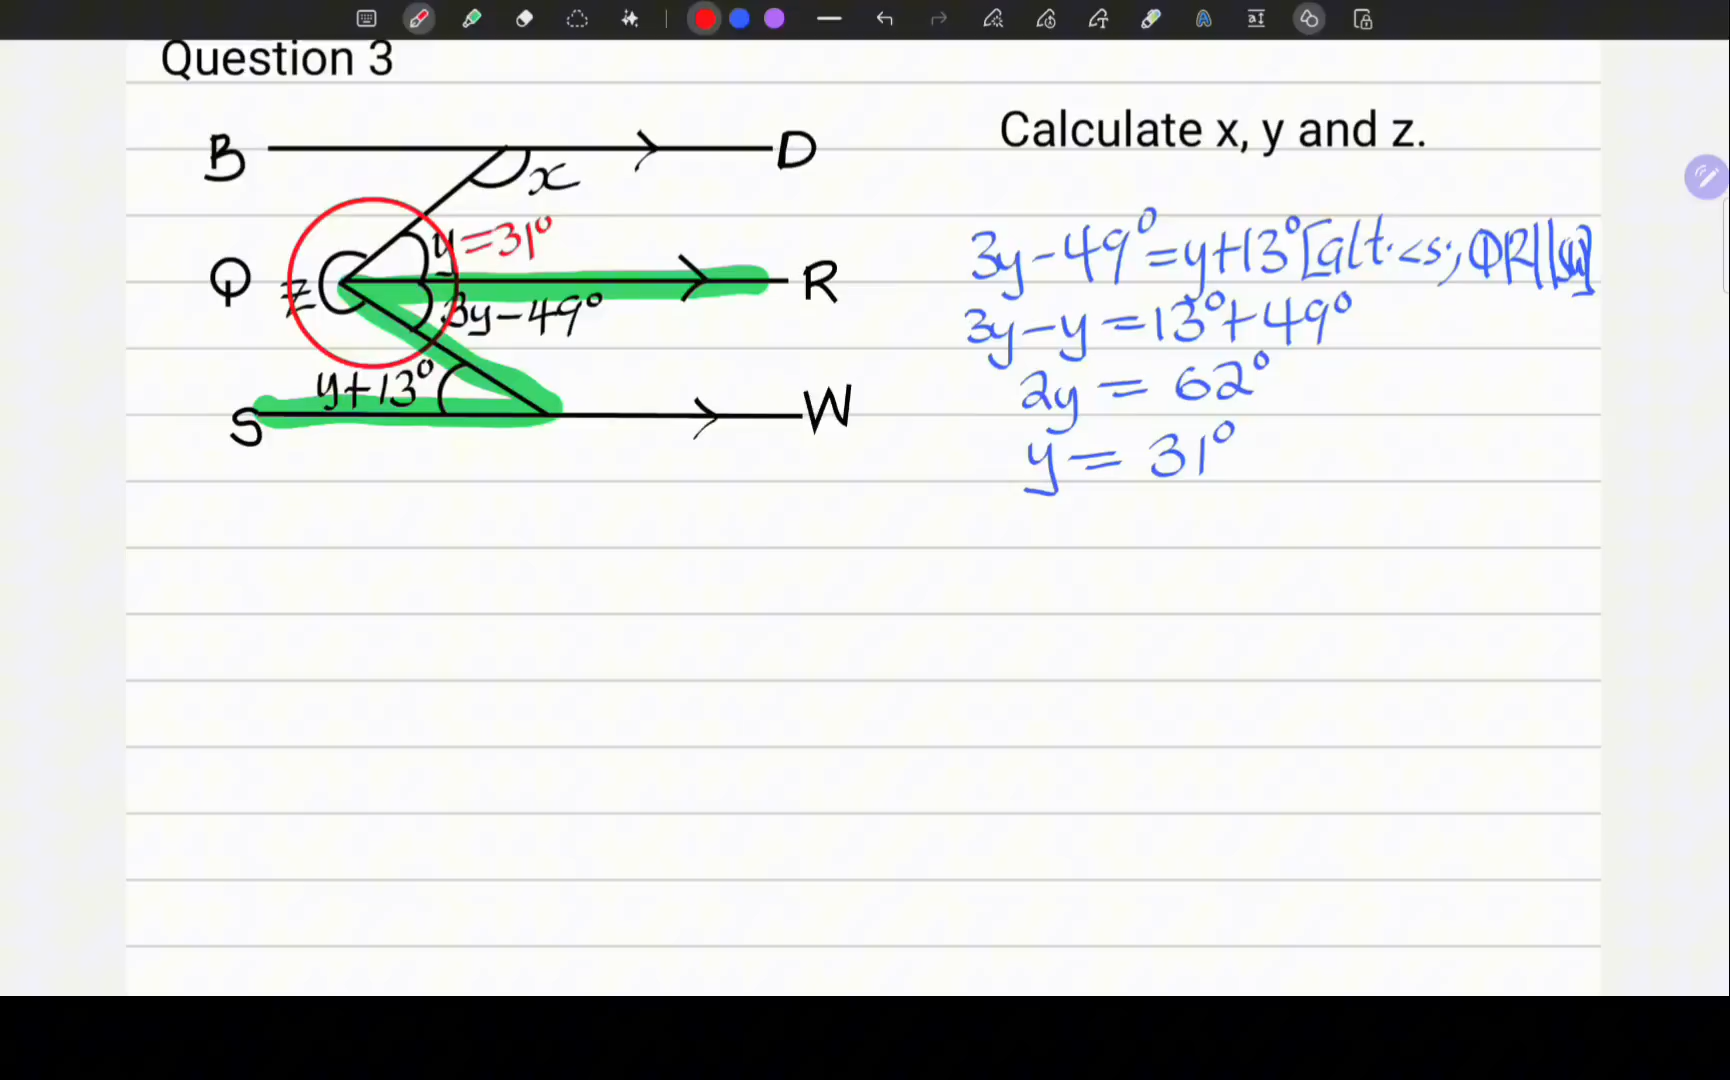 Question 3
Calculate x, y and z.
B
D
x
y=31°
Q
z
R
3y-49°
y+13°
S
W
3y-49°=y+13° [alt.<s; QR||SW]
3y-y=13°+49°
2y = 62°
y = 31°